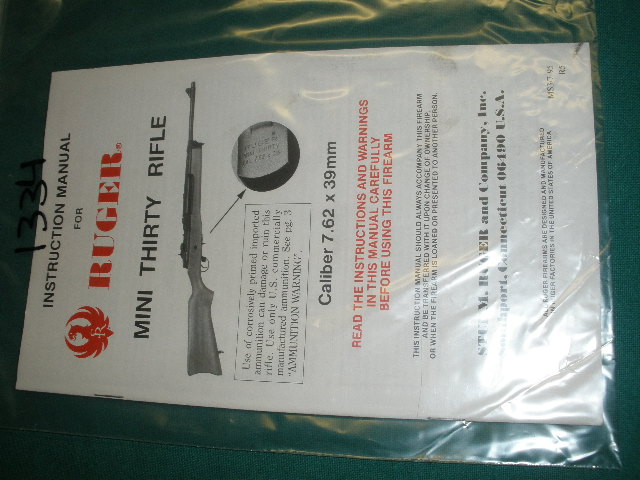 1334
INSTRUCTION MANUAL
FOR
RUGER®
MINI THIRTY RIFLE
Use of corrosively primed imported
ammunition can damage or ruin this
rifle. Use only U.S. commercially
manufactured ammunition. See pg. 3
"AMMUNITION WARNING".
Caliber 7.62 x 39mm
READ THE INSTRUCTIONS AND WARNINGS
IN THIS MANUAL CAREFULLY
BEFORE USING THIS FIREARM
THIS INSTRUCTION MANUAL SHOULD ALWAYS ACCOMPANY THIS FIREARM
AND BE TRANSFERRED WITH IT UPON CHANGE OF OWNERSHIP,
OR WHEN THE FIREARM IS LOANED OR PRESENTED TO ANOTHER PERSON.
STURM, RUGER and Company, Inc.
Southport, Connecticut 06490 U.S.A.
ALL RUGER FIREARMS ARE DESIGNED AND MANUFACTURED
IN RUGER FACTORIES IN THE UNITED STATES OF AMERICA
R5